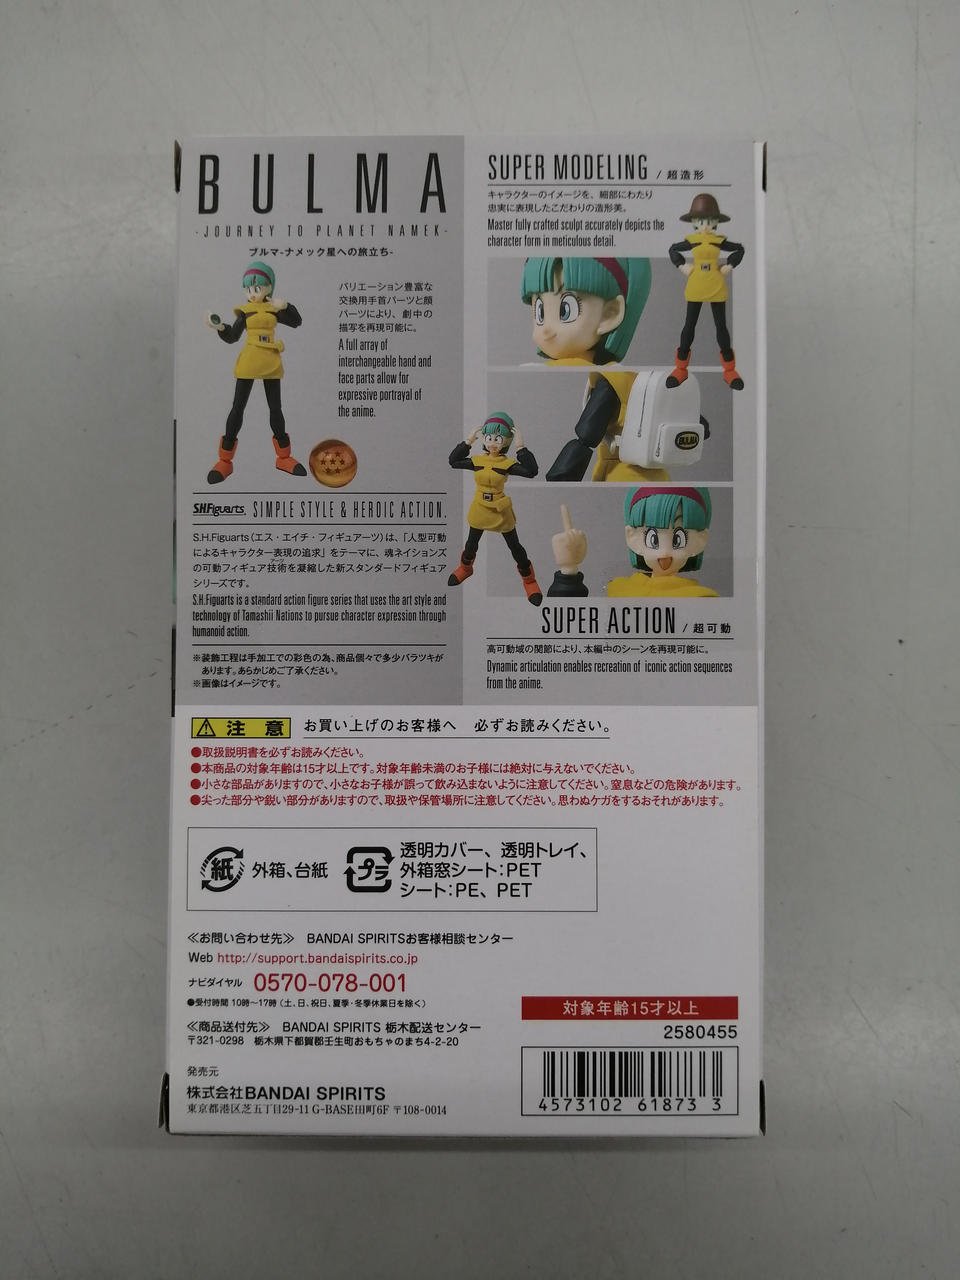 BULMA
-JOURNEY TO PLANET NAMEK-
ブルマ-ナメック星への旅立ち-
バリエーション豊富な
交換用手首パーツと顔
パーツにより、劇中の
描写を再現可能に。
A full array of
interchangeable hand and
face parts allow for
expressive portrayal of
the anime.
S.H.Figuarts. SIMPLE STYLE & HEROIC ACTION.
S.H.Figuarts（エス・エイチ・フィギュアーツ）は、「人型可動
によるキャラクター表現の追求」をテーマに、魂ネイションズ
の可動フィギュア技術を凝縮した新スタンダードフィギュア
シリーズです。
S.H.Figuarts is a standard action figure series that uses the art style and
technology of Tamashii Nations to pursue character expression through
humanoid action.
※装飾工程は手加工での彩色の為、商品個々で多少バラツキが
あります。あらかじめご了承ください。
※画像はイメージです。
SUPER MODELING / 超造形
キャラクターのイメージを、細部にわたり
忠実に表現したこだわりの造形美。
Master fully crafted sculpt accurately depicts the
character form in meticulous detail.
BULMA
SUPER ACTION / 超可動
高可動域の関節により、本編中のシーンを再現可能に。
Dynamic articulation enables recreation of iconic action sequences
from the anime.
注意 お買い上げのお客様へ 必ずお読みください。
●取扱説明書を必ずお読みください。
●本商品の対象年齢は15才以上です。対象年齢未満のお子様には絶対に与えないでください。
●小さな部品がありますので、小さなお子様が誤って飲み込まないように注意してください。窒息などの危険があります。
●尖った部分や鋭い部分がありますので、取扱や保管場所に注意してください。思わぬケガをするおそれがあります。
紙 外箱、台紙
プラ 透明カバー、透明トレイ、
外箱窓シート：PET
シート：PE、PET
≪お問い合わせ先≫ BANDAI SPIRITSお客様相談センター
Web http://support.bandaispirits.co.jp
ナビダイヤル 0570-078-001
●受付時間 10時〜17時（土、日、祝日、夏季・冬季休業日を除く）
≪商品送付先≫ BANDAI SPIRITS 栃木配送センター
〒321-0298 栃木県下都賀郡壬生町おもちゃのまち4-2-20
発売元
株式会社BANDAI SPIRITS
東京都港区芝五丁目29-11 G-BASE田町6F 〒108-0014
対象年齢15才以上
2580455
4573102 61873 3